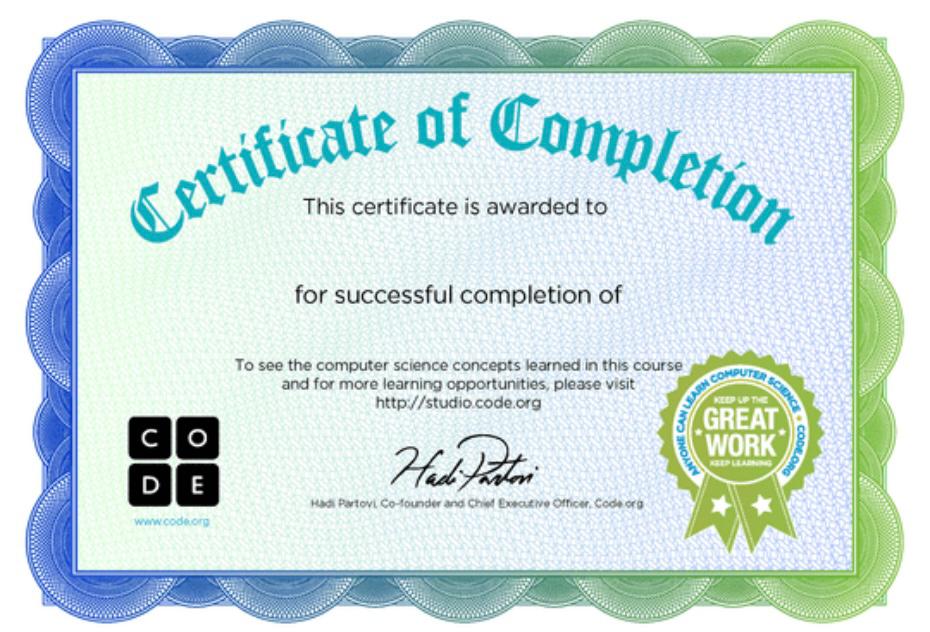 Certificate of Completion
This certificate is awarded to
for successful completion of
To see the computer science concepts learned in this course
and for more learning opportunities, please visit
http://studio.code.org
C O
D E
www.code.org
Hadi Partovi
Hadi Partovi, Co-founder and Chief Executive Officer, Code.org
ANYONE CAN LEARN COMPUTER SCIENCE • CODE.ORG
KEEP UP THE
GREAT
WORK
KEEP LEARNING